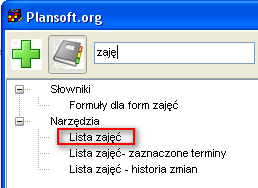 Plansoft.org
zaję
Słowniki
Formuły dla form zajęć
Narzędzia
Lista zajęć
Lista zajęć- zaznaczone terminy
Lista zajęć - historia zmian